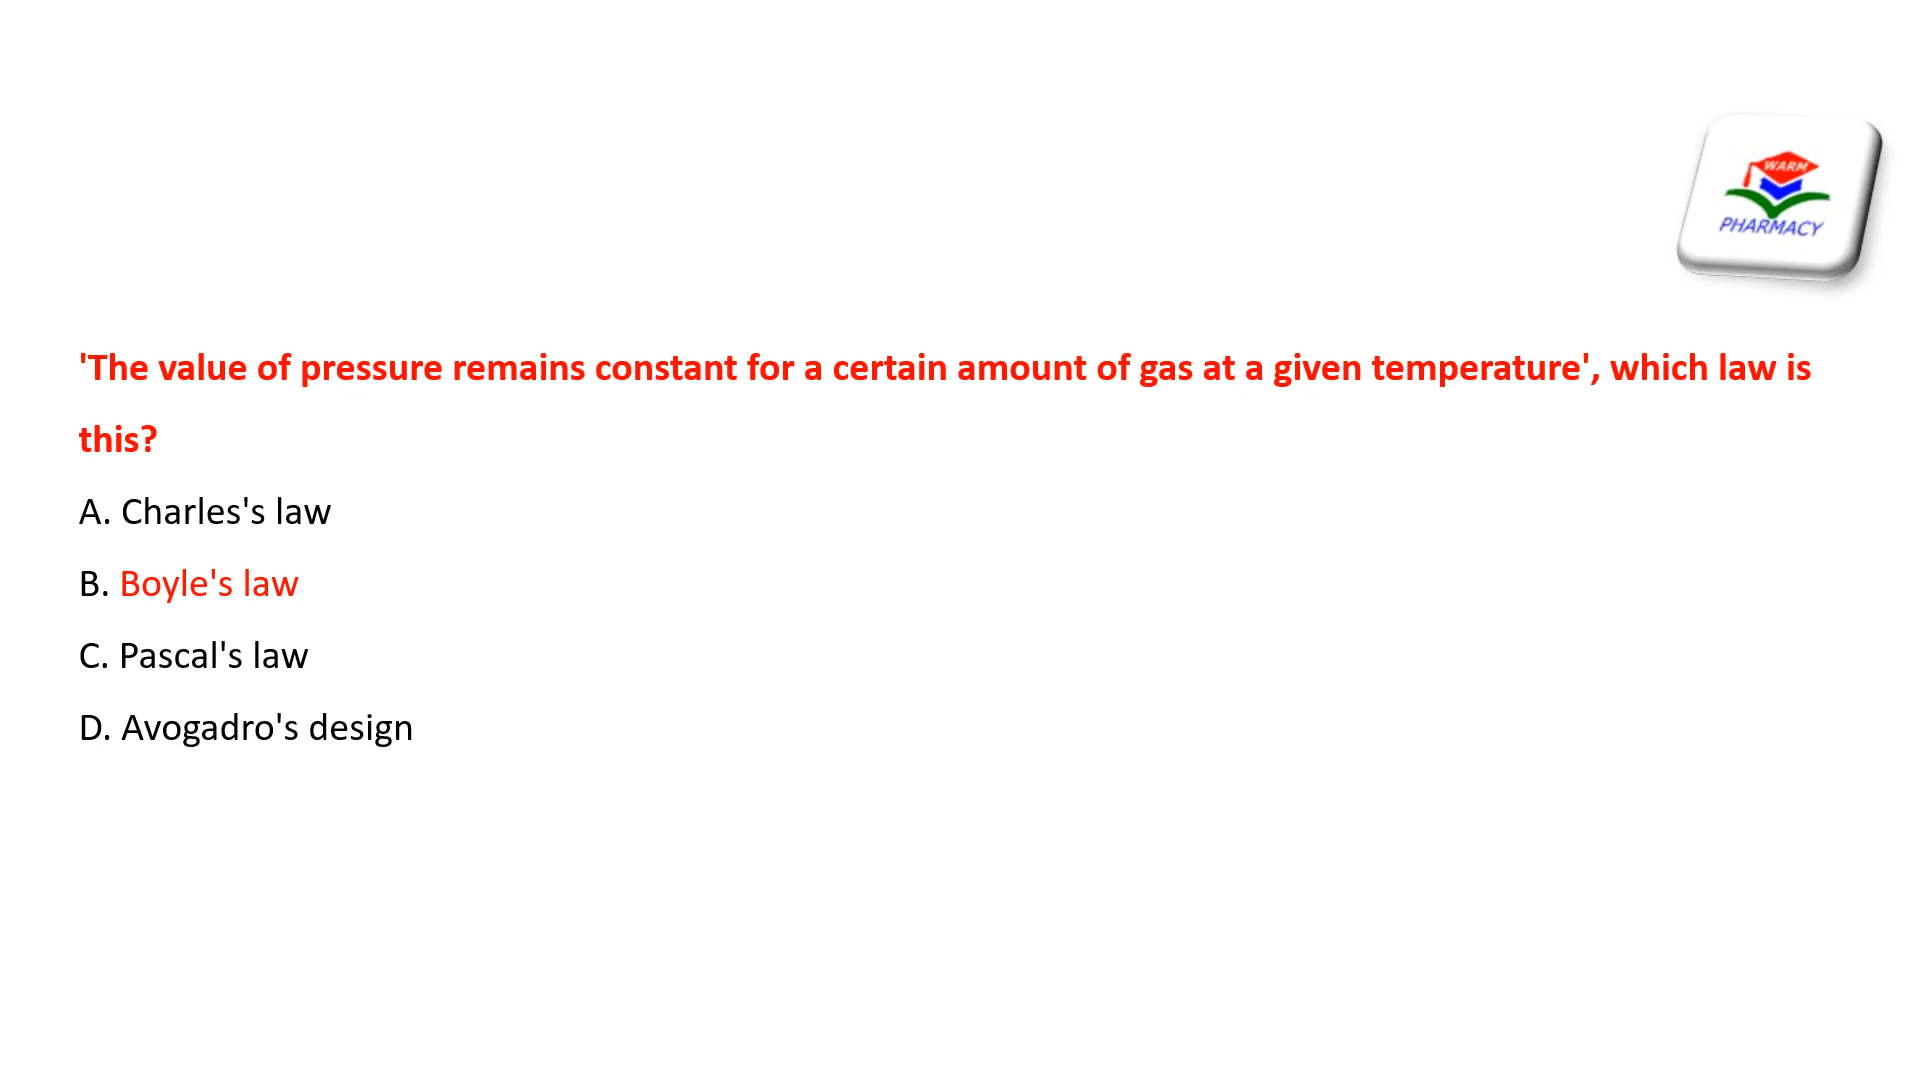 WARM
PHARMACY
'The value of pressure remains constant for a certain amount of gas at a given temperature', which law is
this?
A. Charles's law
B. Boyle's law
C. Pascal's law
D. Avogadro's design